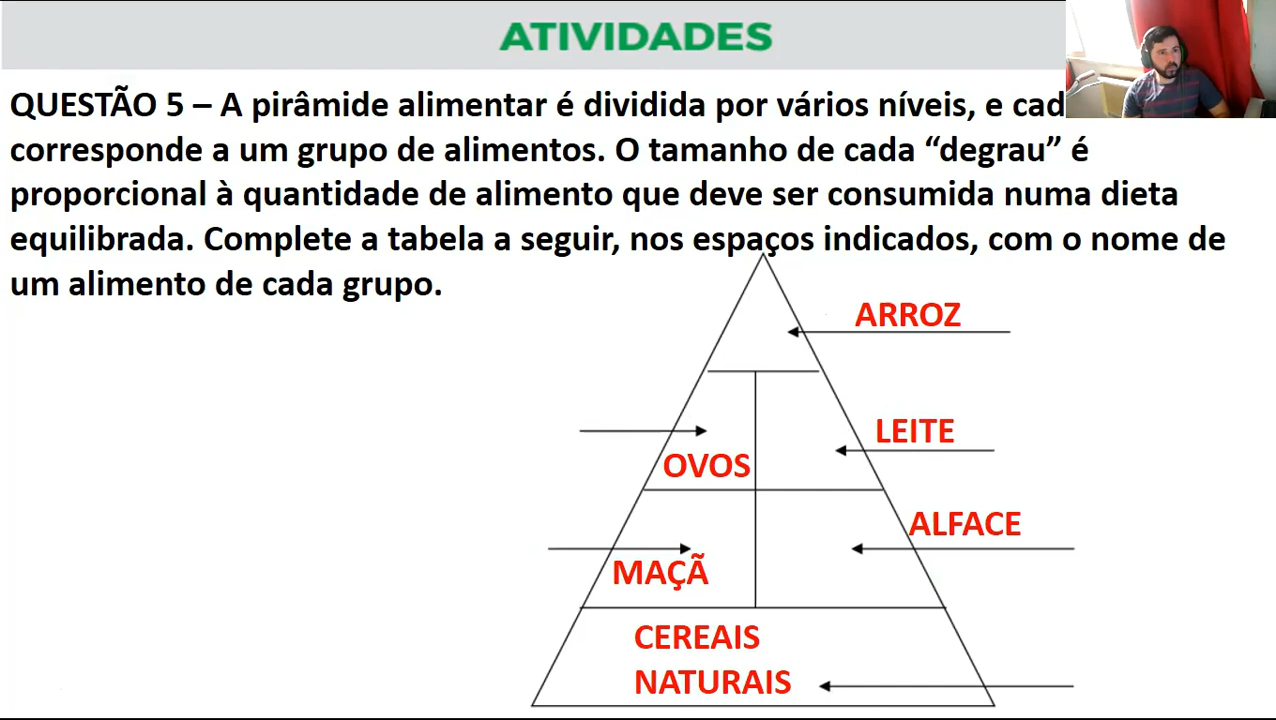 ATIVIDADES
QUESTÃO 5 – A pirâmide alimentar é dividida por vários níveis, e cad
corresponde a um grupo de alimentos. O tamanho de cada “degrau” é
proporcional à quantidade de alimento que deve ser consumida numa dieta
equilibrada. Complete a tabela a seguir, nos espaços indicados, com o nome de
um alimento de cada grupo.
ARROZ
LEITE
OVOS
ALFACE
MAÇÃ
CEREAIS
NATURAIS